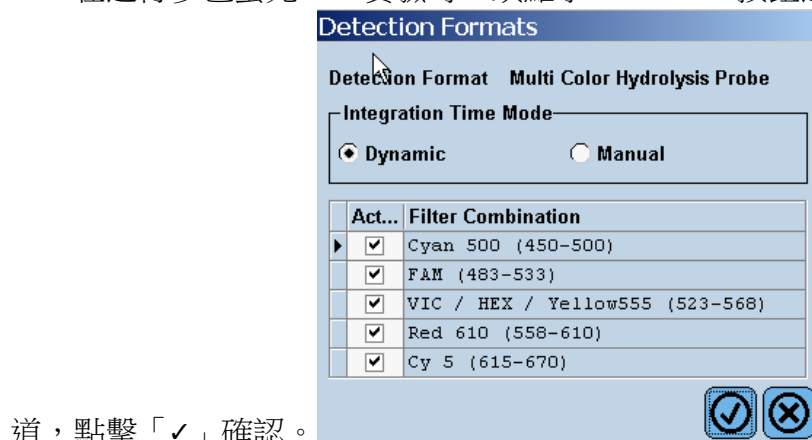 Detection Formats
Detection Format Multi Color Hydrolysis Probe
Integration Time Mode
Dynamic Manual
Act... Filter Combination
Cyan 500 (450-500)
FAM (483-533)
VIC / HEX / Yellow555 (523-568)
Red 610 (558-610)
Cy 5 (615-670)
道，點擊「✓」確認。